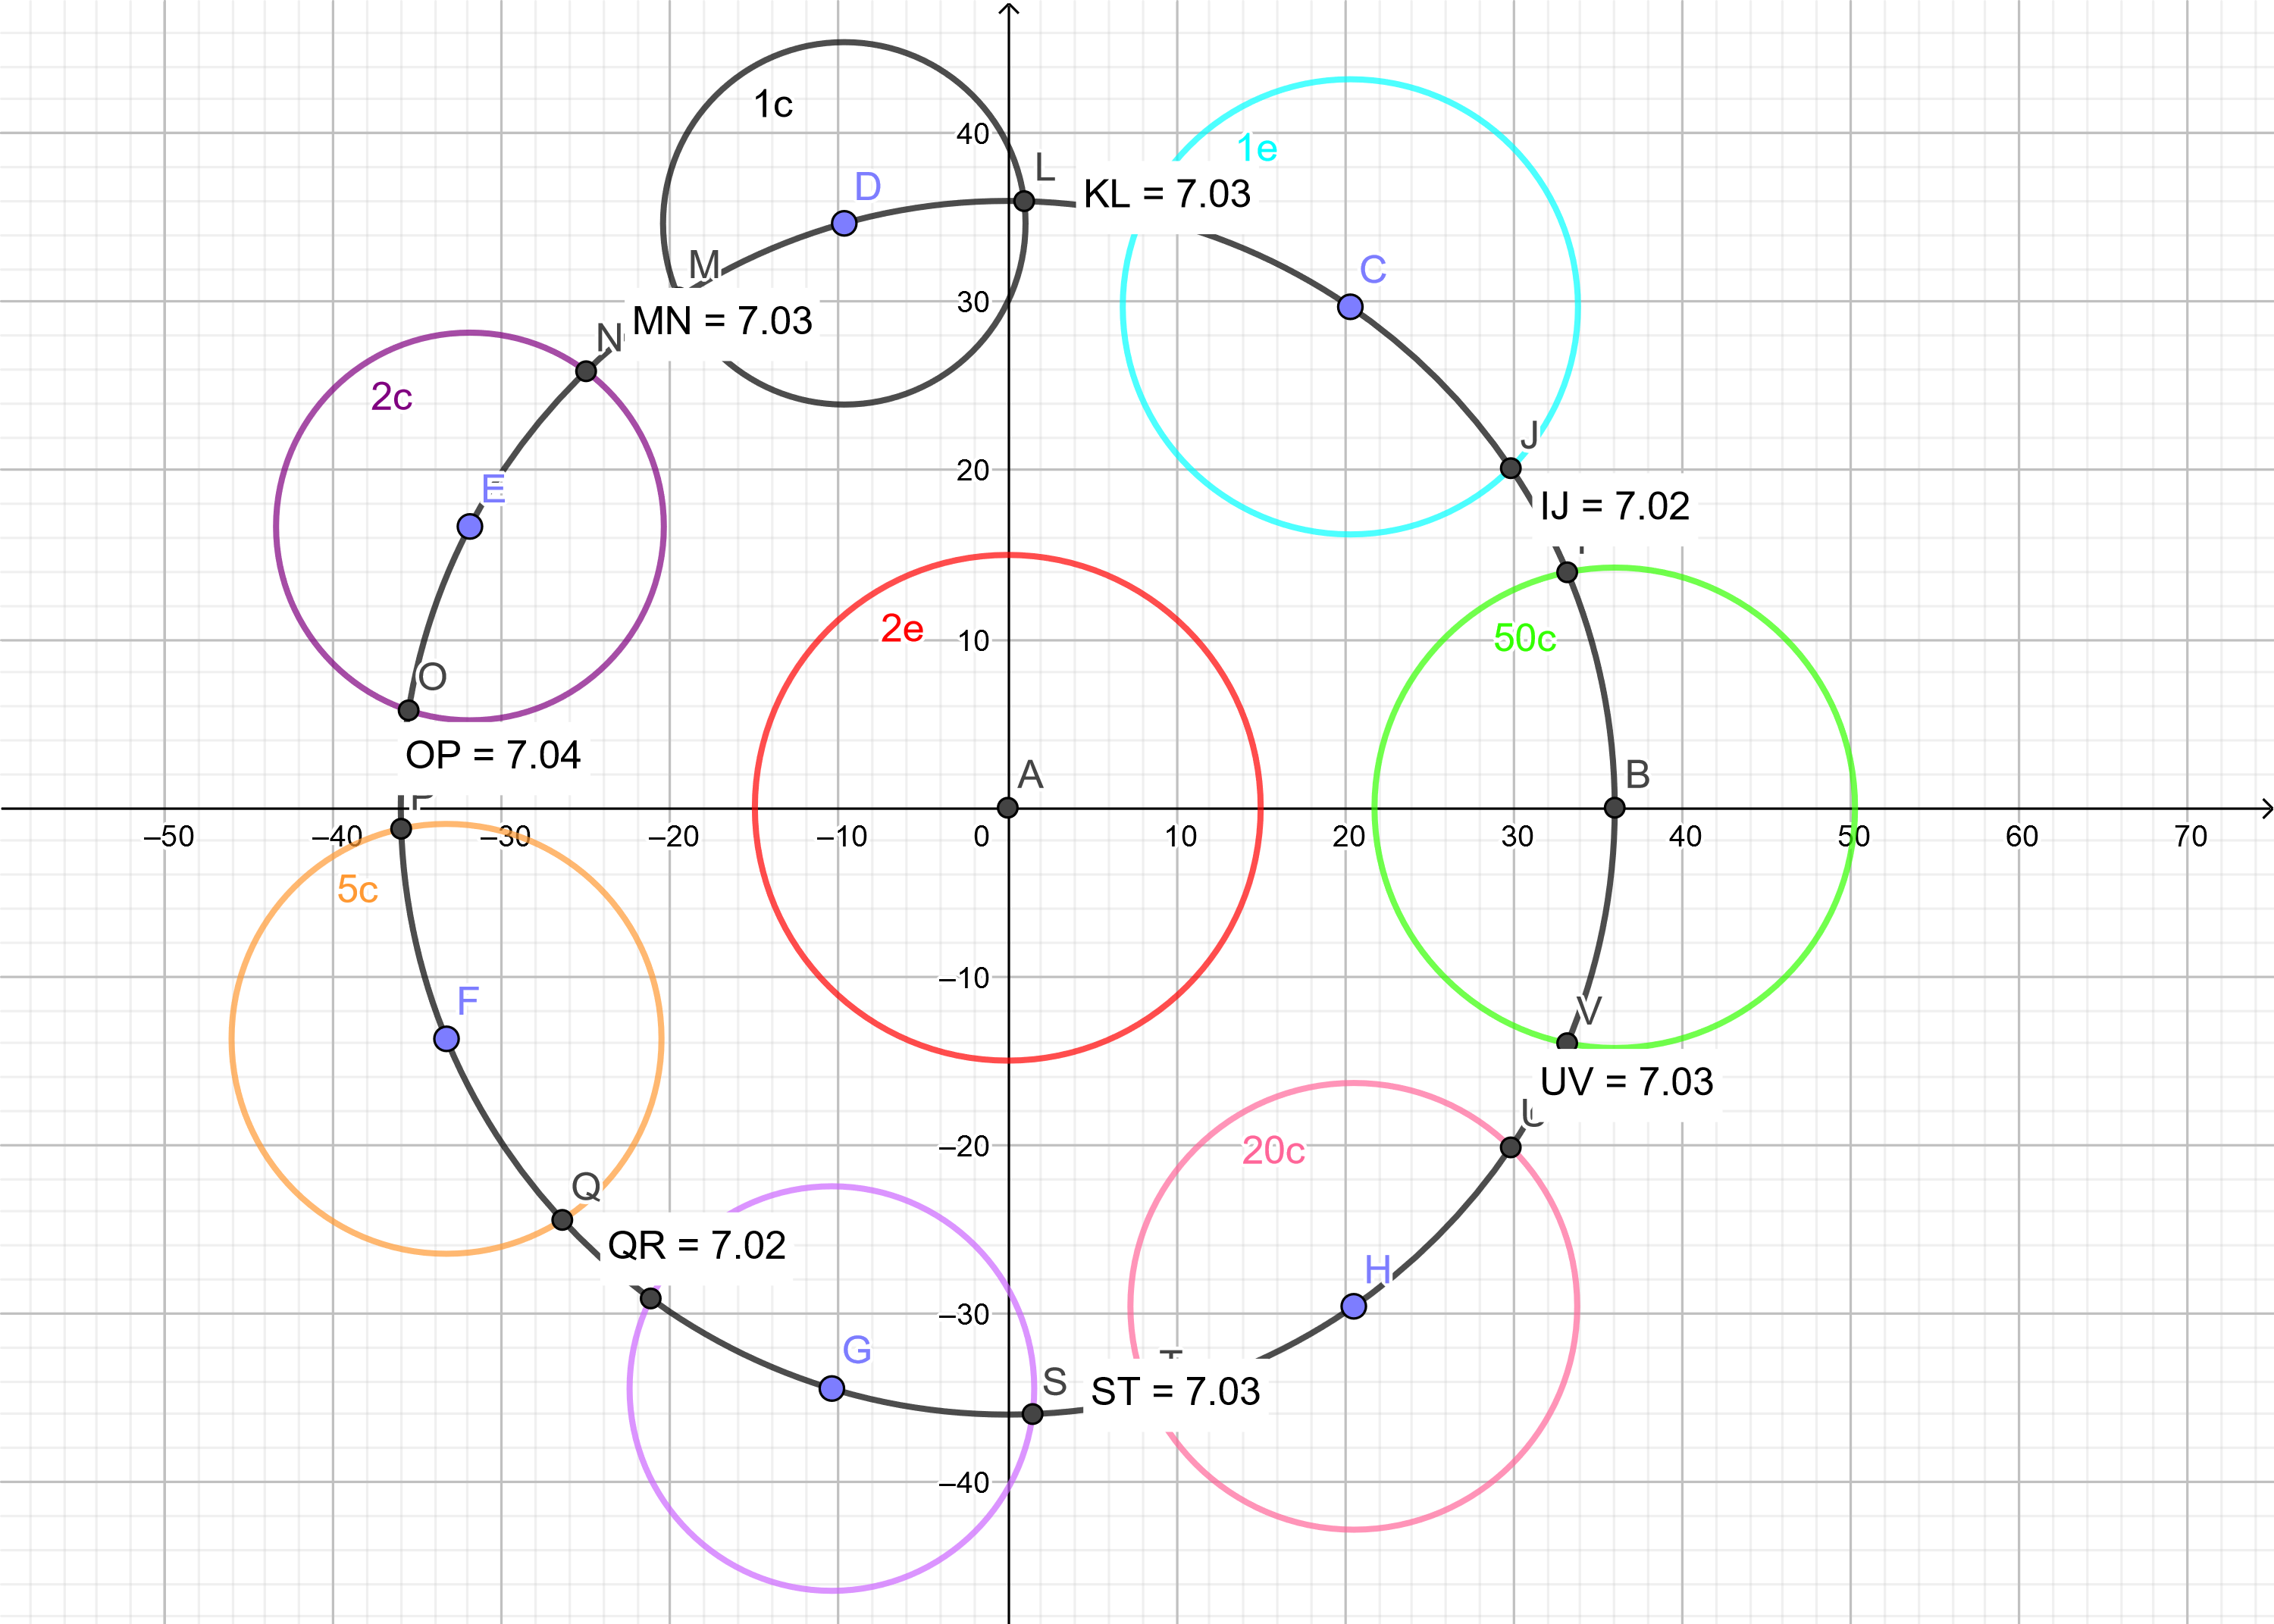 1c
40
1e
L
KL = 7.03
D
M
C
MN = 7.03
30
N
2c
J
20
E
IJ = 7.02
2e
10
50c
O
OP = 7.04
A
B
P
–50
–40
–30
–20
–10
0
10
20
30
40
50
60
70
5c
F
–10
V
UV = 7.03
U
–20
20c
Q
QR = 7.02
H
–30
G
S
T
ST = 7.03
–40